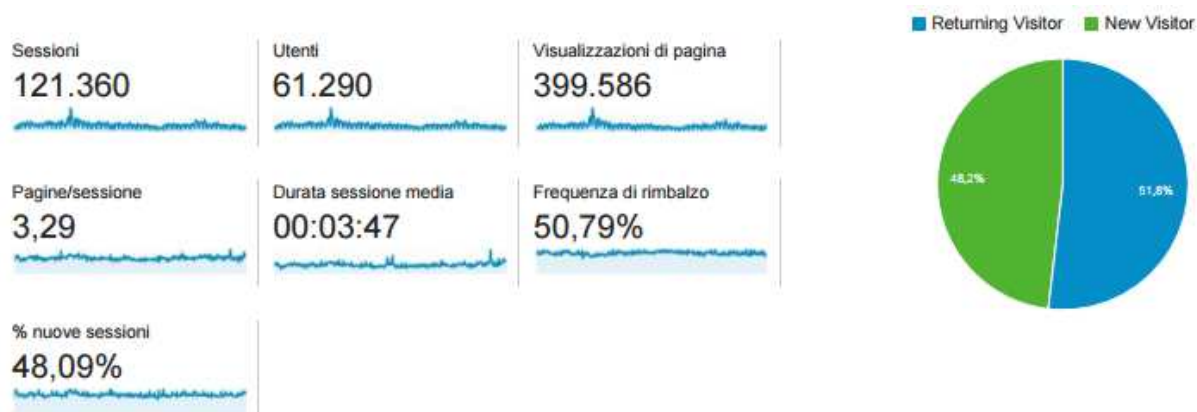 Returning Visitor
New Visitor
Sessioni
121.360
Utenti
61.290
Visualizzazioni di pagina
399.586
Pagine/sessione
3,29
Durata sessione media
00:03:47
Frequenza di rimbalzo
50,79%
% nuove sessioni
48,09%
48,2%
51,8%